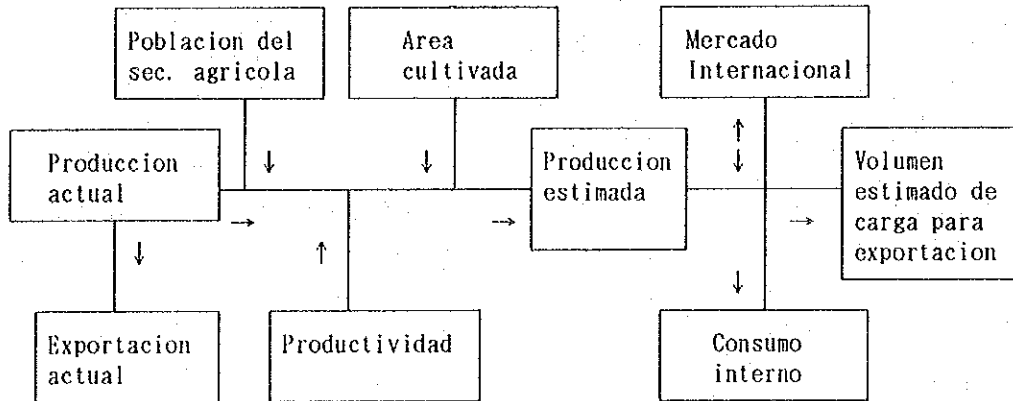 Poblacion del
sec. agricola
Area
cultivada
Mercado
Internacional
Produccion
actual
Produccion
estimada
Volumen
estimado de
carga para
exportacion
Exportacion
actual
Productividad
Consumo
interno